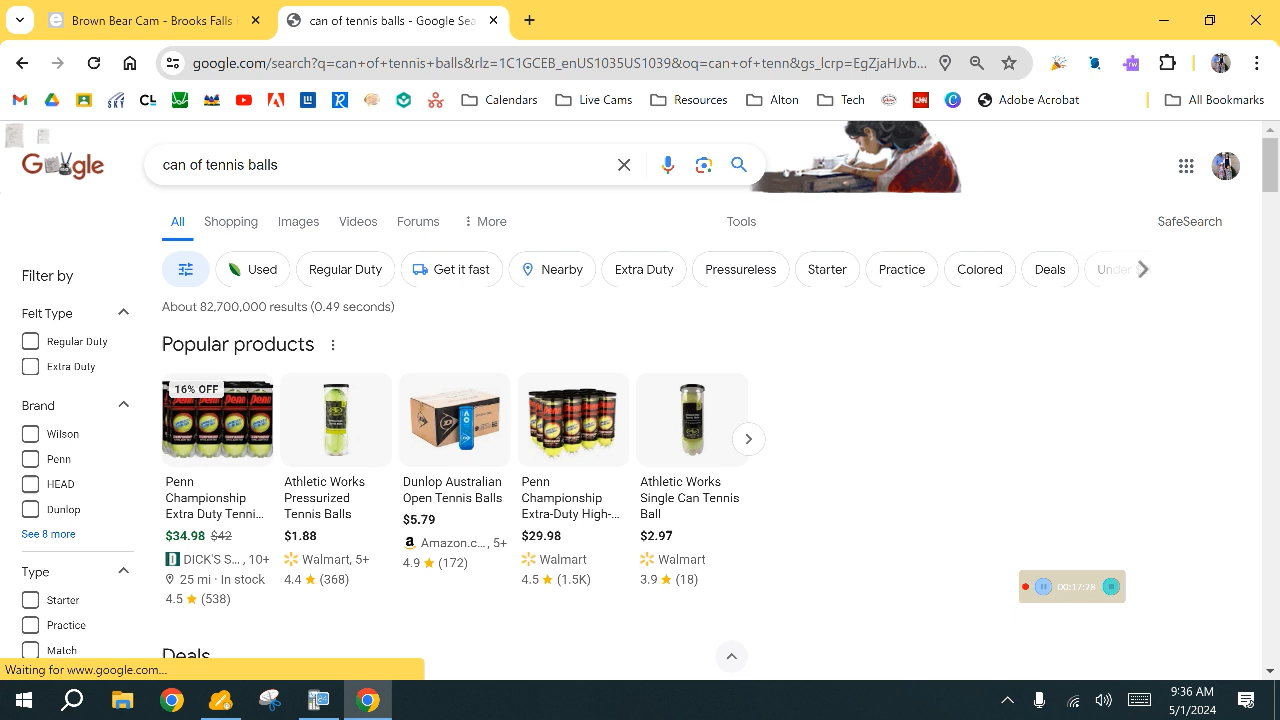 Brown Bear Cam - Brooks Falls
can of tennis balls - Google Sea
google.com/search?q=can+of+tennis+balls&rlz=1C1GCEB_enUS1035US1039&oq=can+of+tenn&gs_lcrp=EgZjaHJvb...
Calendars
Live Cams
Resources
Alton
Tech
Adobe Acrobat
All Bookmarks
Google
can of tennis balls
All
Shopping
Images
Videos
Forums
More
Tools
SafeSearch
Used
Regular Duty
Get it fast
Nearby
Extra Duty
Pressureless
Starter
Practice
Colored
Deals
Under
About 82,700,000 results (0.49 seconds)
Filter by
Felt Type
Regular Duty
Extra Duty
Brand
Wilson
Penn
HEAD
Dunlop
See 8 more
Type
Starter
Practice
Match
Popular products
16% OFF
Penn
Championship
Extra Duty Tenni...
$34.98 $42
DICK'S S... , 10+
25 mi · In stock
4.5 ★ (538)
Athletic Works
Pressurized
Tennis Balls
$1.88
Walmart, 5+
4.4 ★ (368)
Dunlop Australian
Open Tennis Balls
$5.79
Amazon.c..., 5+
4.9 ★ (172)
Penn
Championship
Extra-Duty High-...
$29.98
Walmart
4.5 ★ (1.5K)
Athletic Works
Single Can Tennis
Ball
$2.97
Walmart
3.9 ★ (18)
00:17:28
Deals
Waiting for www.google.com...
9:36 AM
5/1/2024